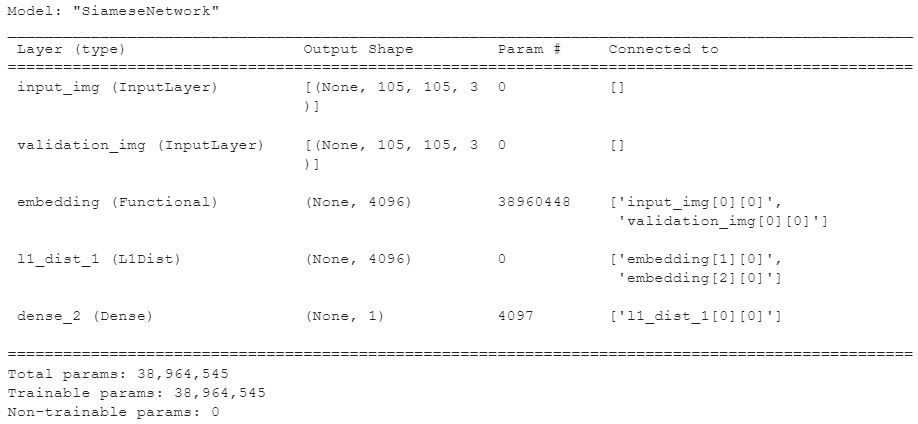 Model: "SiameseNetwork"
Layer (type) Output Shape Param # Connected to
input_img (InputLayer) [(None, 105, 105, 3 0 []
)]
validation_img (InputLayer) [(None, 105, 105, 3 0 []
)]
embedding (Functional) (None, 4096) 38960448 ['input_img[0][0]',
'validation_img[0][0]']
l1_dist_1 (L1Dist) (None, 4096) 0 ['embedding[1][0]',
'embedding[2][0]']
dense_2 (Dense) (None, 1) 4097 ['l1_dist_1[0][0]']
Total params: 38,964,545
Trainable params: 38,964,545
Non-trainable params: 0